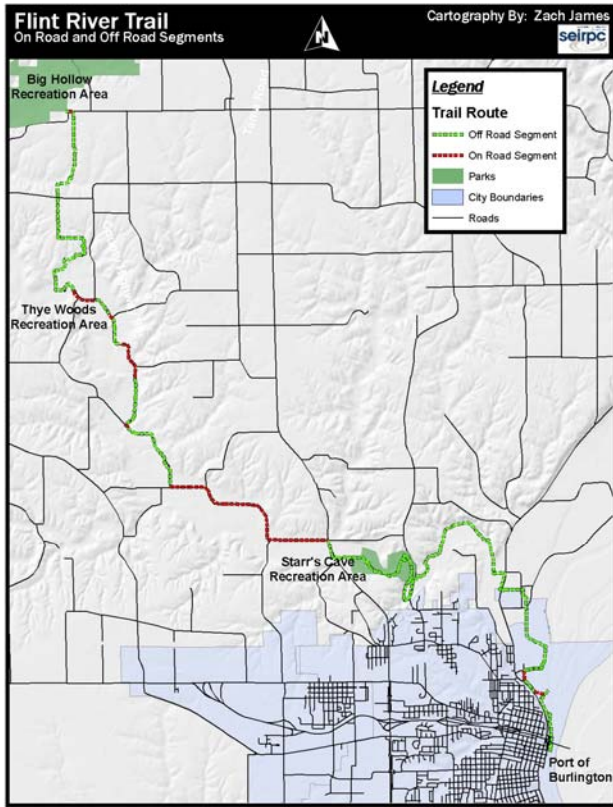 Flint River Trail
On Road and Off Road Segments
N
Cartography By: Zach James
seirpc
Big Hollow
Recreation Area
Legend
Trail Route
Off Road Segment
On Road Segment
Parks
City Boundaries
Roads
Thye Woods
Recreation Area
Starr's Cave
Recreation Area
Port of
Burlington